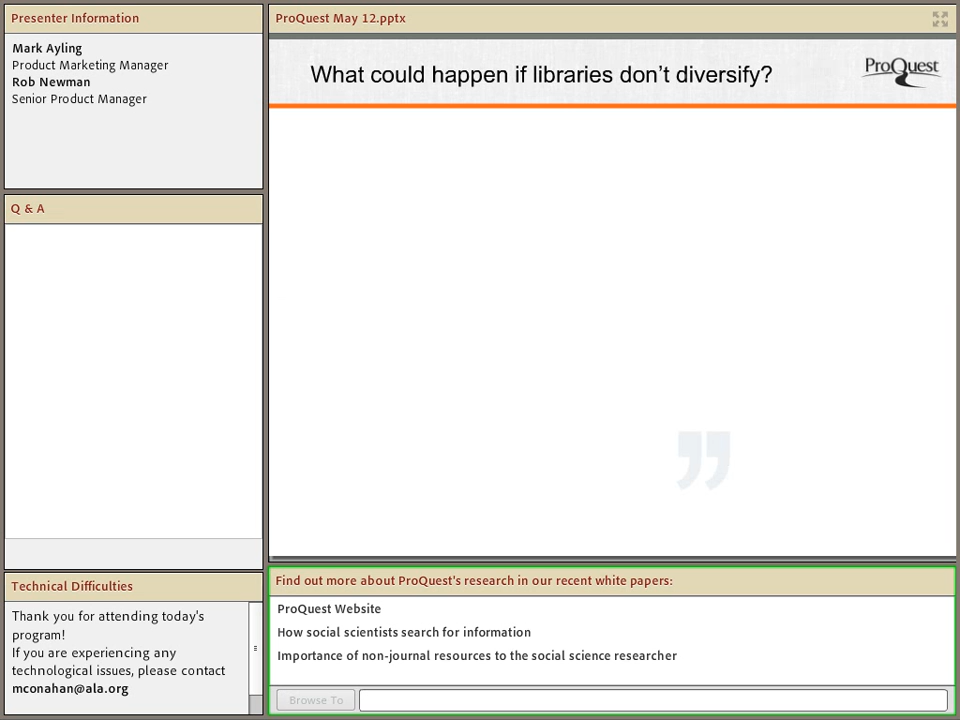 Presenter Information
Mark Ayling
Product Marketing Manager
Rob Newman
Senior Product Manager
Q & A
Technical Difficulties
Thank you for attending today's
program!
If you are experiencing any
technological issues, please contact
mconahan@ala.org
ProQuest May 12.pptx
What could happen if libraries don't diversify?
ProQuest
”
Find out more about ProQuest's research in our recent white papers:
ProQuest Website
How social scientists search for information
Importance of non-journal resources to the social science researcher
Browse To